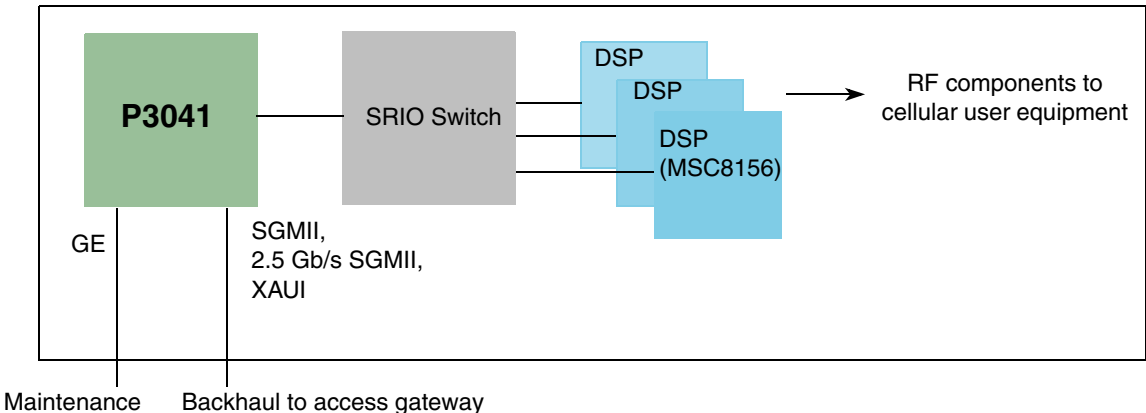 P3041
SRIO Switch
DSP
DSP
DSP
(MSC8156)
RF components to
cellular user equipment
GE
SGMII,
2.5 Gb/s SGMII,
XAUI
Maintenance
Backhaul to access gateway